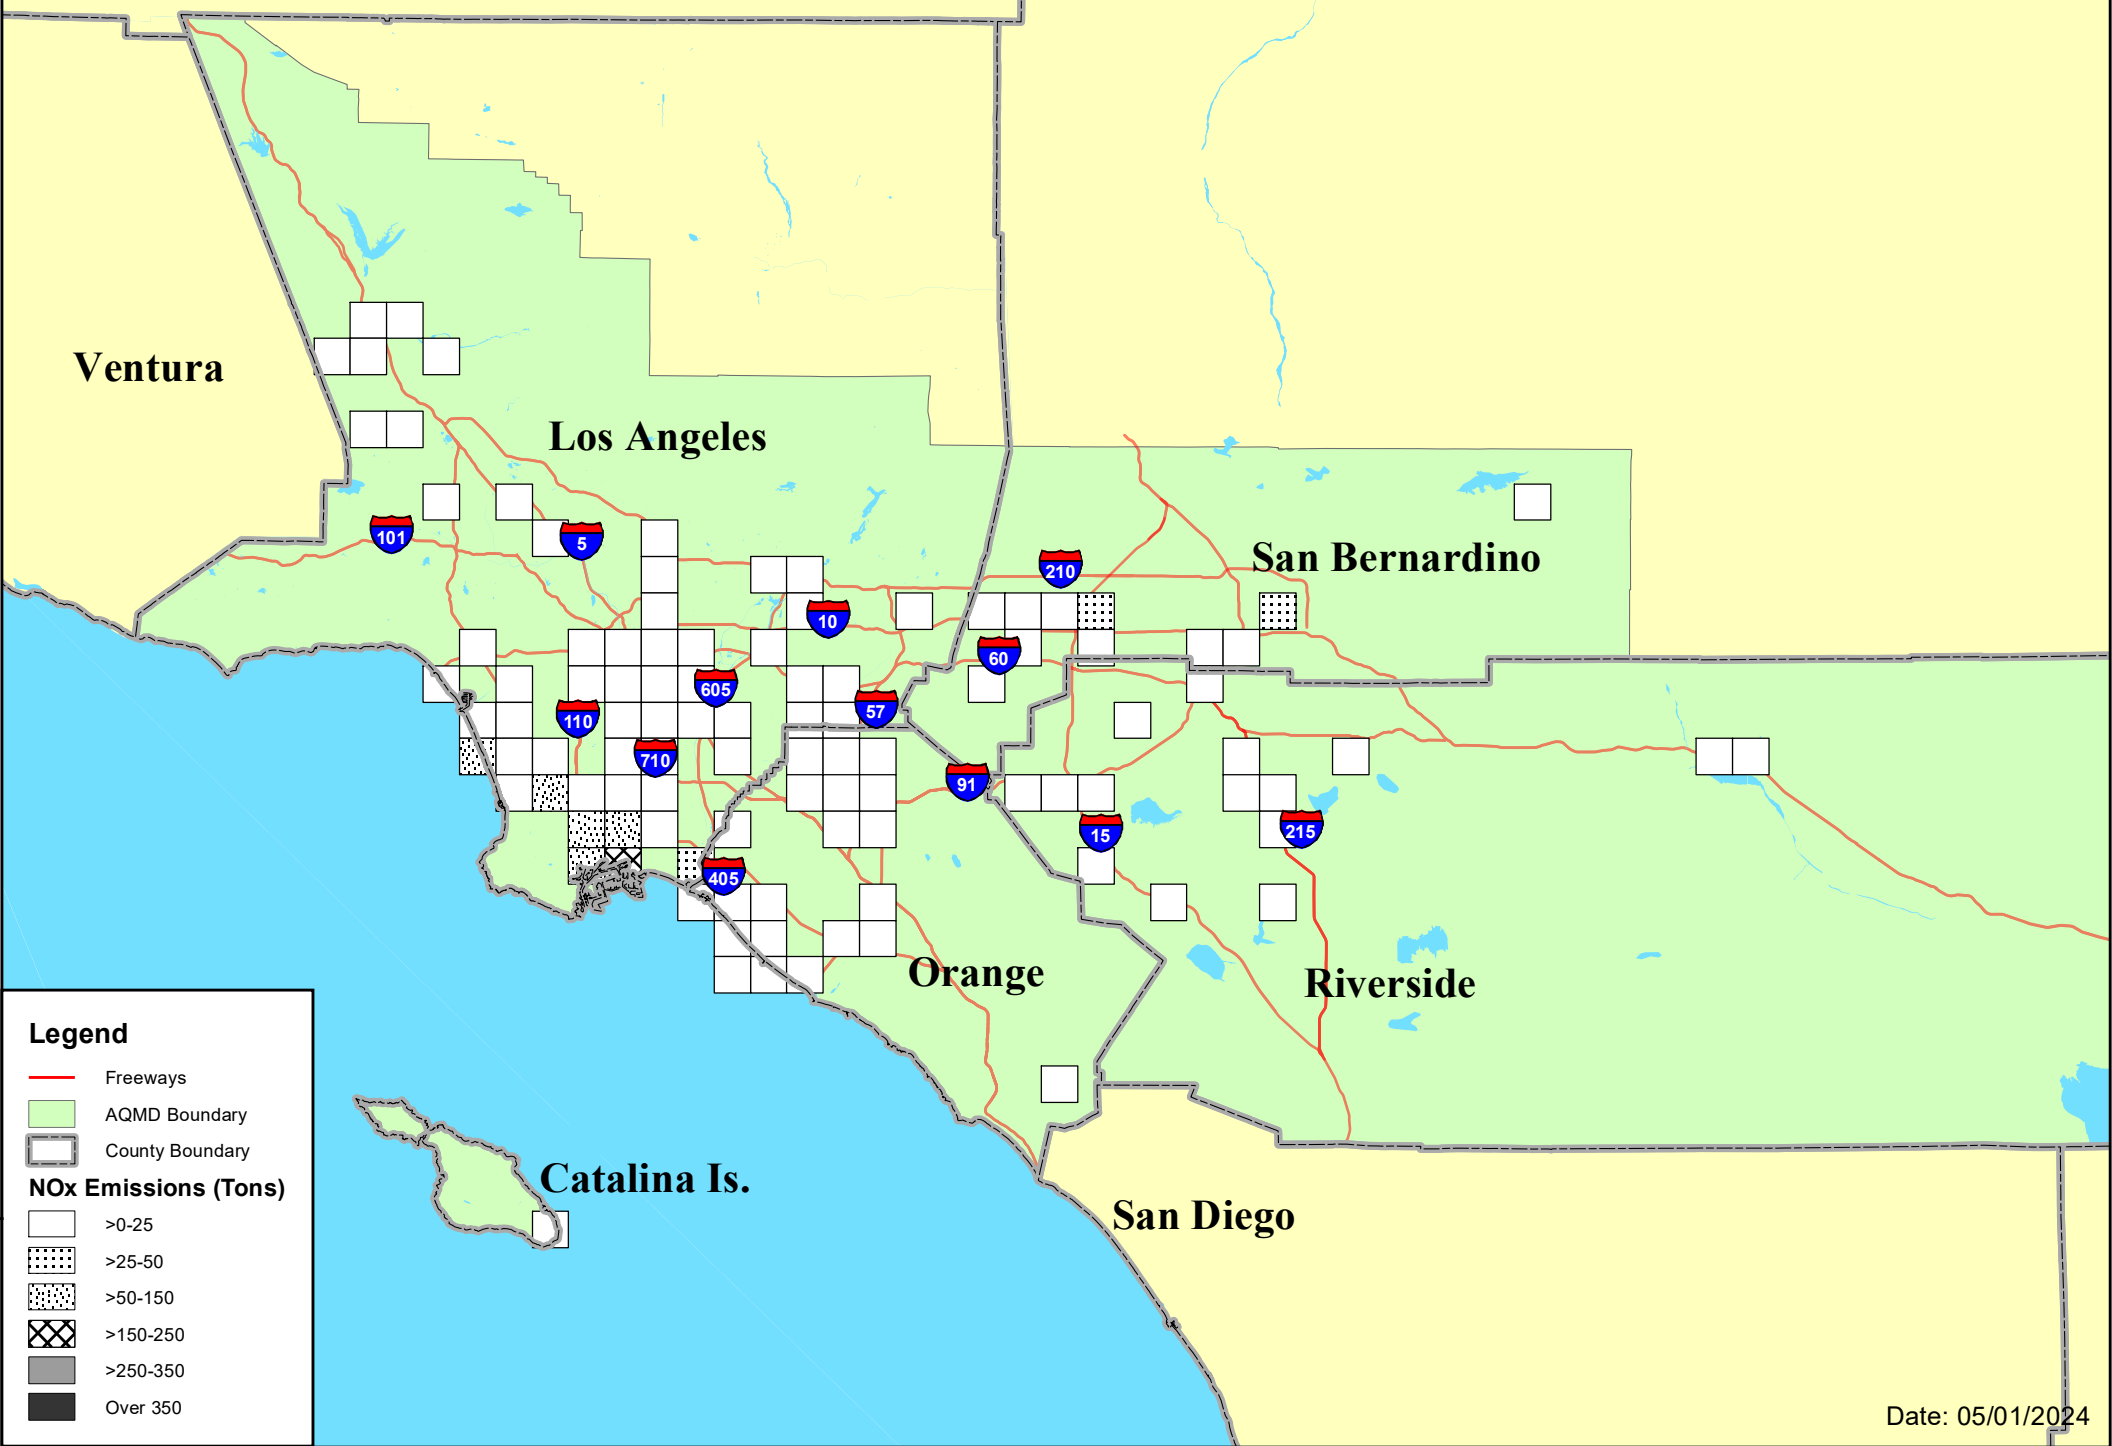 Ventura
Los Angeles
101
5
210
San Bernardino
10
60
605
57
110
710
91
15
215
405
Orange
Riverside
Catalina Is.
San Diego
Legend
Freeways
AQMD Boundary
County Boundary
NOx Emissions (Tons)
>0-25
>25-50
>50-150
>150-250
>250-350
Over 350
Date: 05/01/2024